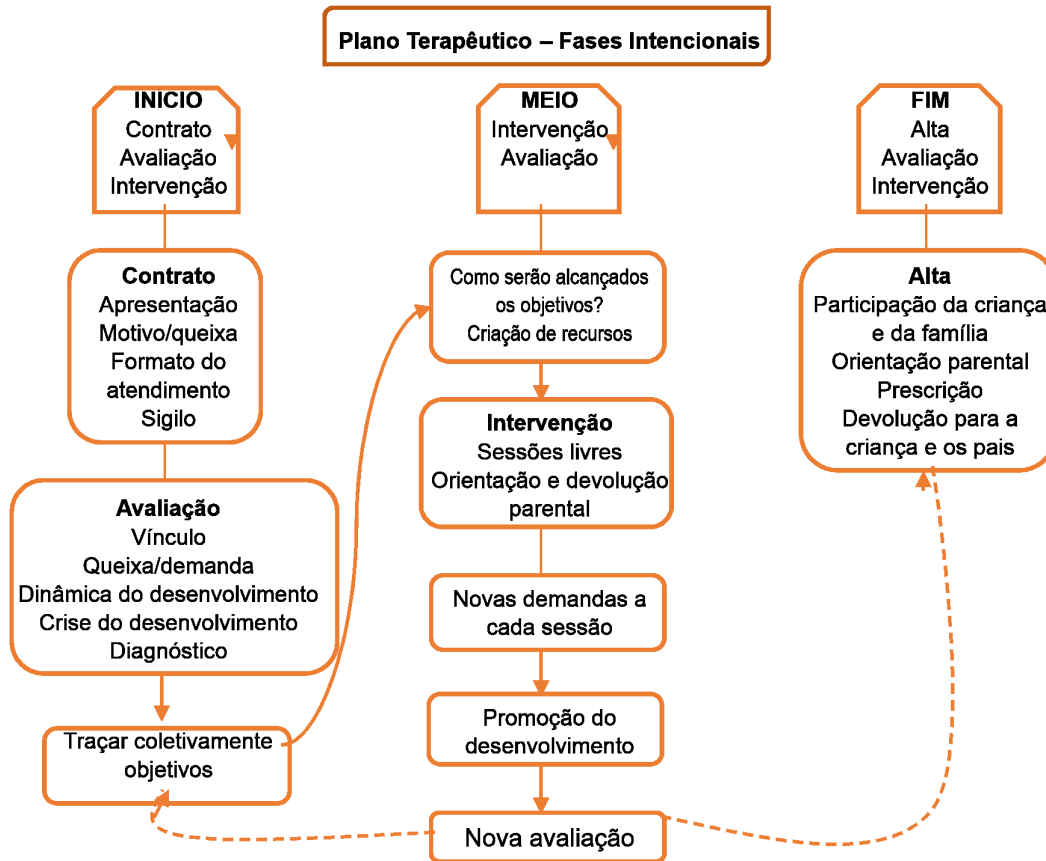 Plano Terapêutico – Fases Intencionais
INICIO
Contrato
Avaliação
Intervenção
Contrato
Apresentação
Motivo/queixa
Formato do
atendimento
Sigilo
Avaliação
Vínculo
Queixa/demanda
Dinâmica do desenvolvimento
Crise do desenvolvimento
Diagnóstico
Traçar coletivamente
objetivos
MEIO
Intervenção
Avaliação
Como serão alcançados
os objetivos?
Criação de recursos
Intervenção
Sessões livres
Orientação e devolução
parental
Novas demandas a
cada sessão
Promoção do
desenvolvimento
Nova avaliação
FIM
Alta
Avaliação
Intervenção
Alta
Participação da criança
e da família
Orientação parental
Prescrição
Devolução para a
criança e os pais